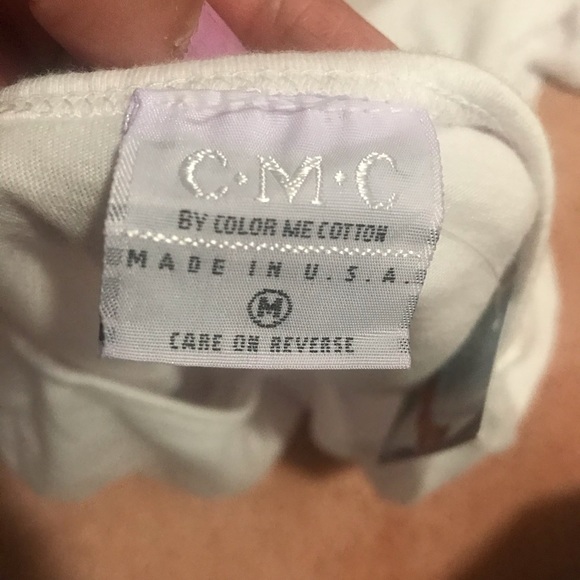 C·M·C
BY COLOR ME COTTON
MADE IN U.S.A.
M
CARE ON REVERSE